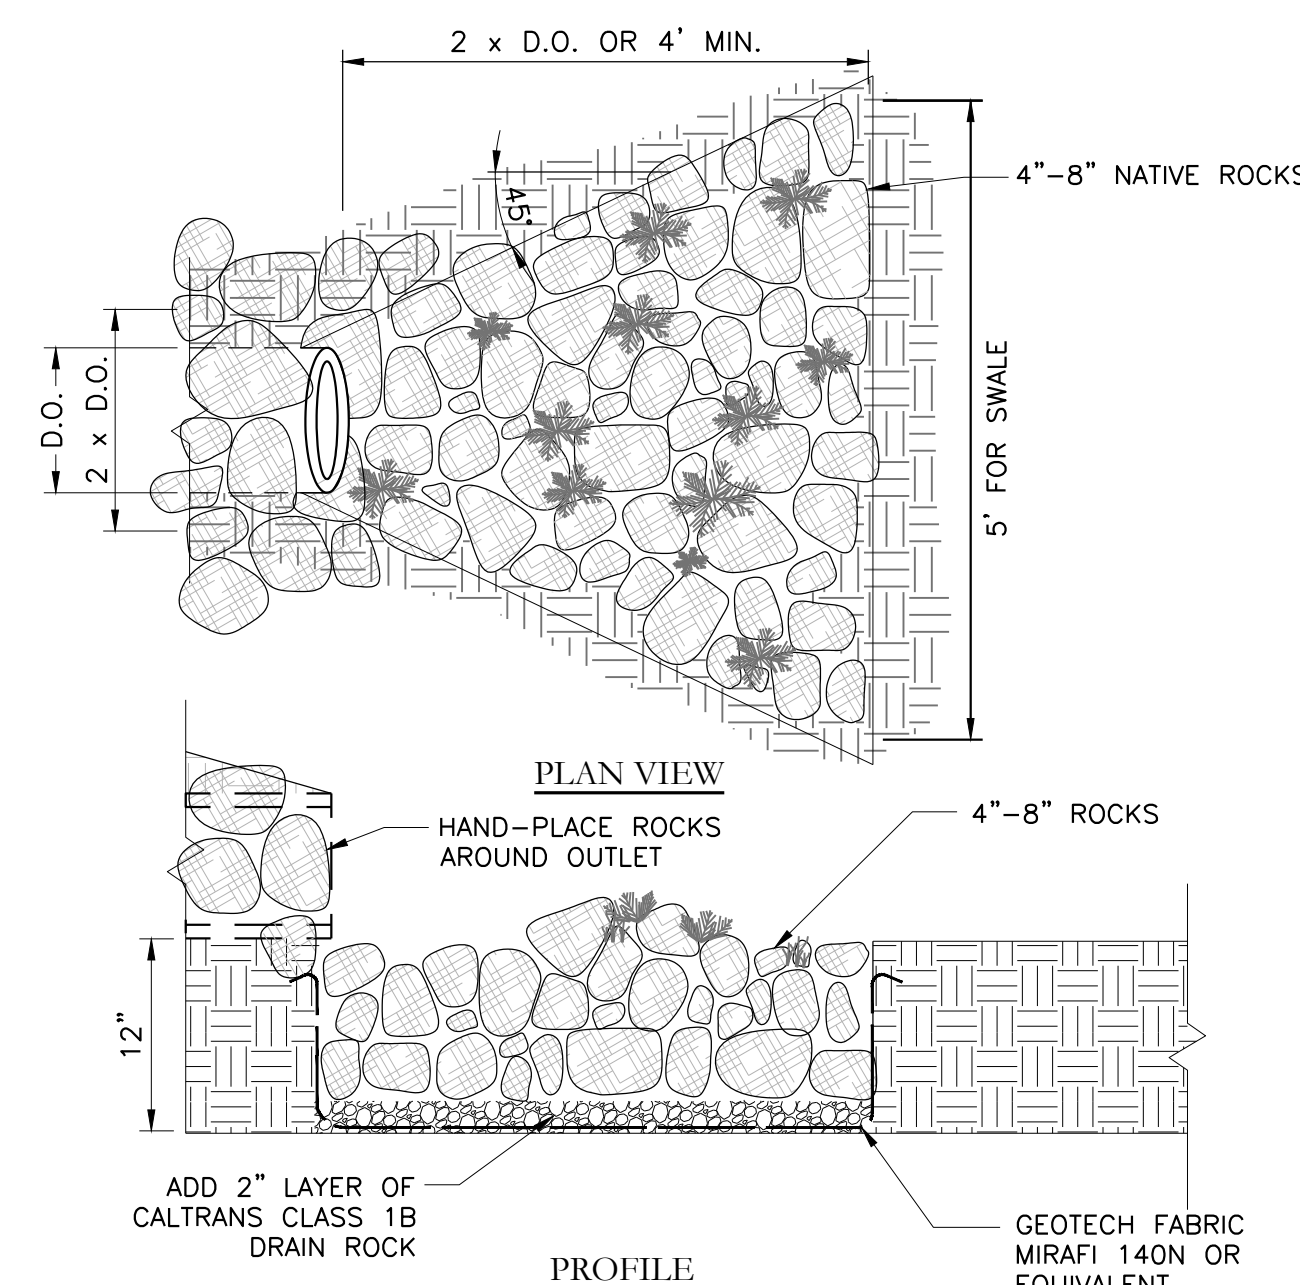 2 x D.O. OR 4' MIN.
45°
4"-8" NATIVE ROCKS
D.O.
2 x D.O.
5' FOR SWALE
PLAN VIEW
HAND-PLACE ROCKS
AROUND OUTLET
4"-8" ROCKS
12"
ADD 2" LAYER OF
CALTRANS CLASS 1B
DRAIN ROCK
GEOTECH FABRIC
MIRAFI 140N OR
EQUIVALENT
PROFILE